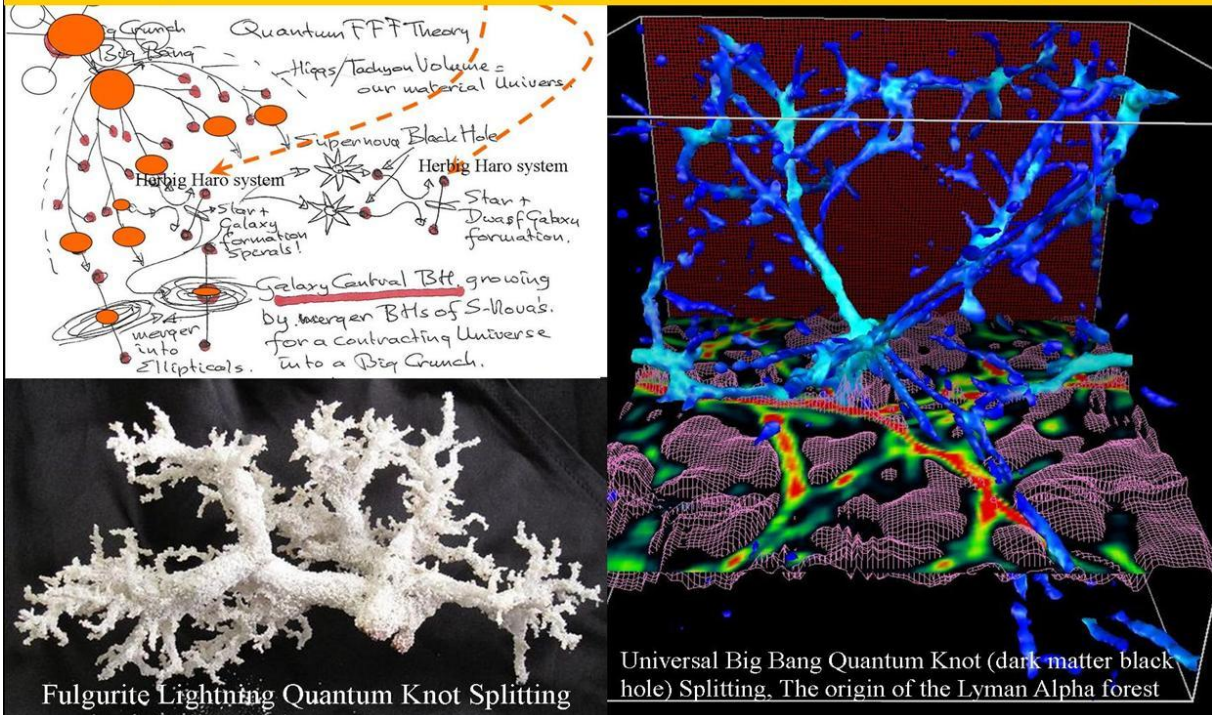 Big Crunch
Big Bang
Quantum FFF Theory
Higgs/Tachyon Volume =
our material Univers.
Supernova Black Hole
Herbig Haro system
Herbig Haro system
Star +
Galaxy
formation
Sperals!
Star +
Dwarf Galaxy
formation.
Galaxy Central BH, growing
by merger BHs of S-Nova's.
for a contracting Universe
into a Big Crunch.
merger
into
Ellipticals.
Fulgurite Lightning Quantum Knot Splitting
Universal Big Bang Quantum Knot (dark matter black
hole) Splitting, The origin of the Lyman Alpha forest